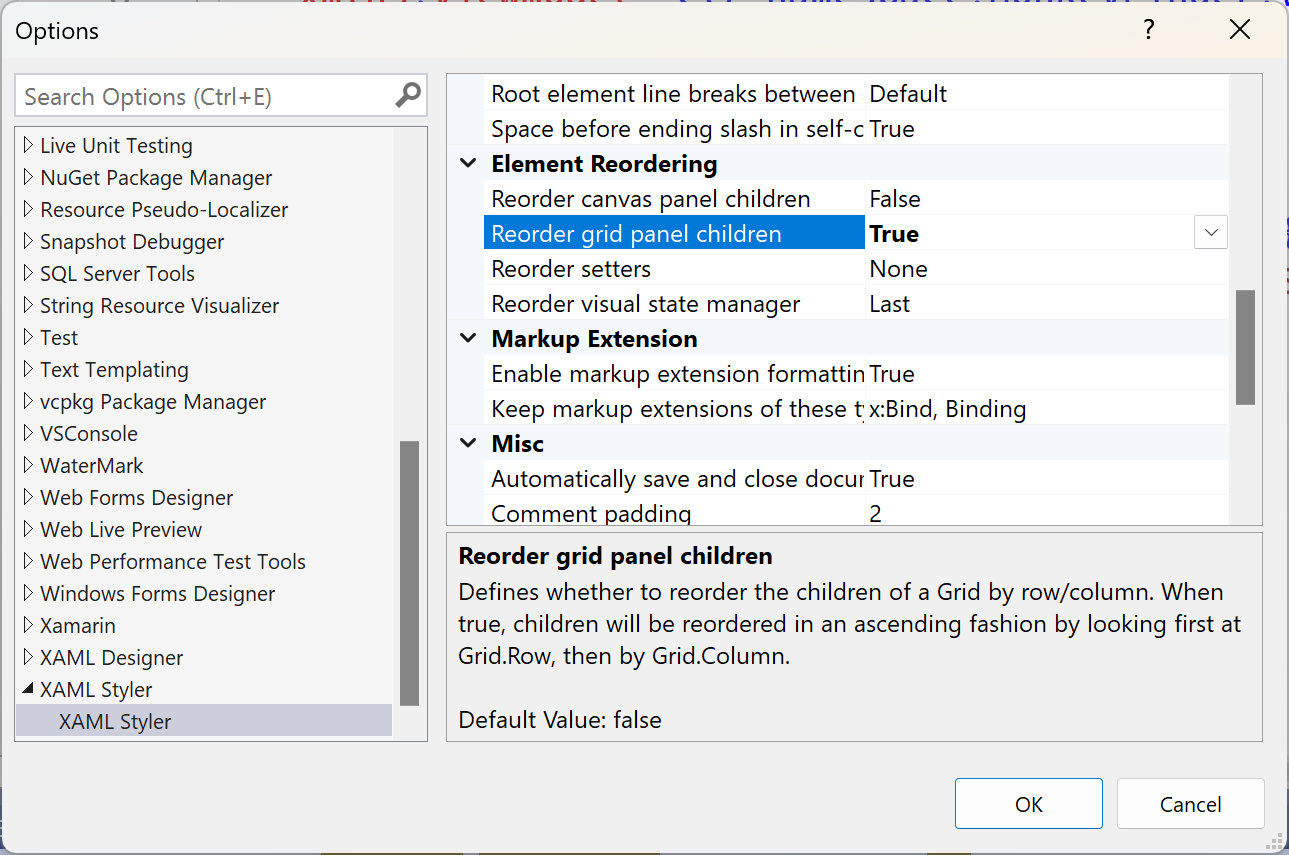 Options
?
Search Options (Ctrl+E)
Live Unit Testing
NuGet Package Manager
Resource Pseudo-Localizer
Snapshot Debugger
SQL Server Tools
String Resource Visualizer
Test
Text Templating
vcpkg Package Manager
VSConsole
WaterMark
Web Forms Designer
Web Live Preview
Web Performance Test Tools
Windows Forms Designer
Xamarin
XAML Designer
XAML Styler
XAML Styler
Root element line breaks between Default
Space before ending slash in self-c True
Element Reordering
Reorder canvas panel children False
Reorder grid panel children True
Reorder setters None
Reorder visual state manager Last
Markup Extension
Enable markup extension formattin True
Keep markup extensions of these ty x:Bind, Binding
Misc
Automatically save and close docur True
Comment padding 2
Reorder grid panel children
Defines whether to reorder the children of a Grid by row/column. When
true, children will be reordered in an ascending fashion by looking first at
Grid.Row, then by Grid.Column.
Default Value: false
OK
Cancel